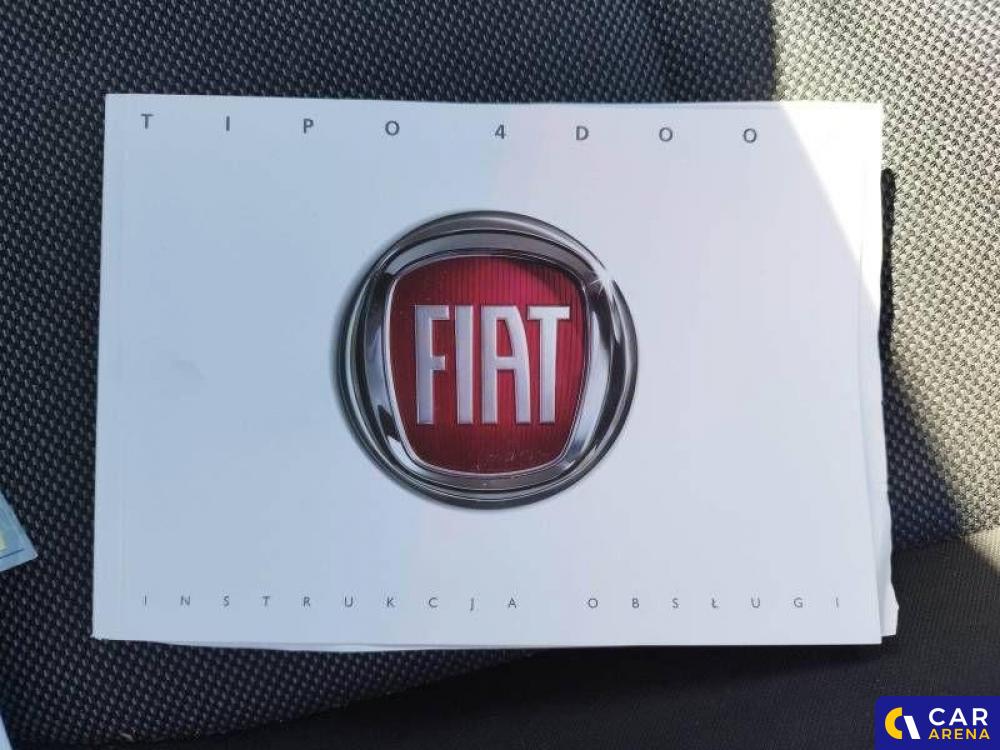 TIPO 4DOO
FIAT
INSTRUKCJA OBSŁUGI
CAR
ARENA